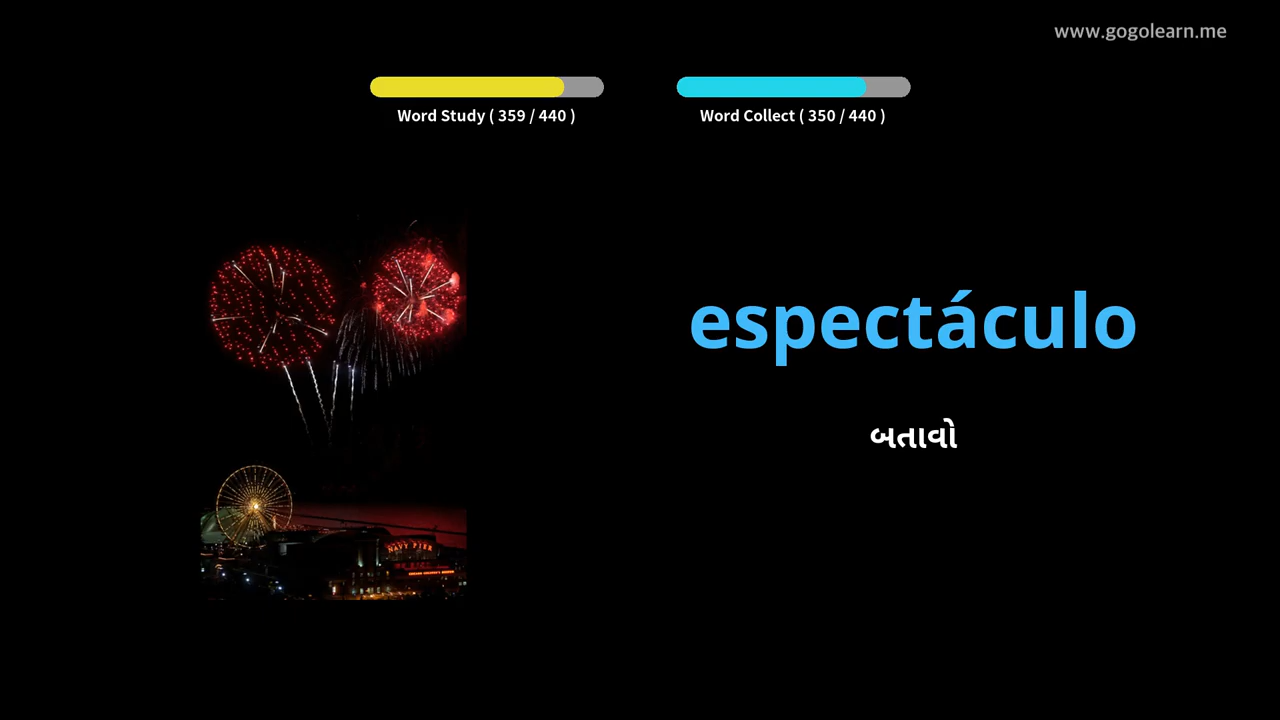 www.gogolearn.me
Word Study ( 359 / 440 )
Word Collect ( 350 / 440 )
espectáculo
બતાવો
NAVY PIER